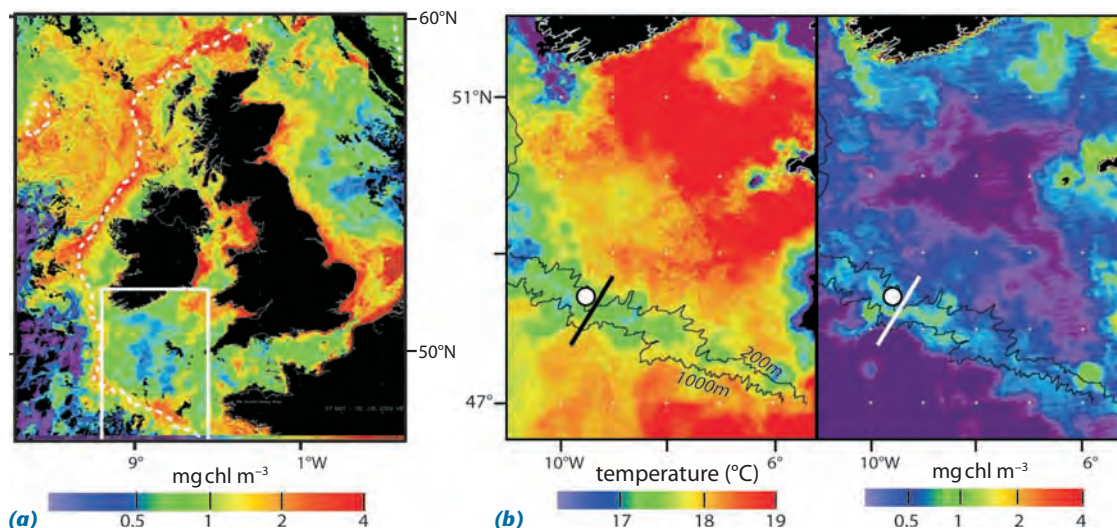 60°N
50°N
9°W
1°W
mg chl m⁻³
0.5 1 2 4
(a)
51°N
47°
200m
1000m
10°W 6°
temperature (°C)
17 18 19
10°W 6°
mg chl m⁻³
0.5 1 2 4
(b)